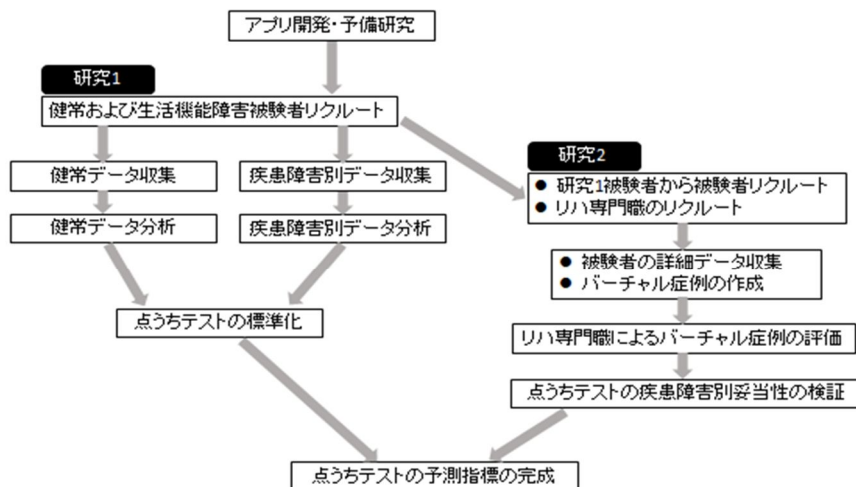 アプリ開発・予備研究
研究1
健常および生活機能障害被験者リクルート
健常データ収集
疾患障害別データ収集
健常データ分析
疾患障害別データ分析
点うちテストの標準化
研究2
● 研究1被験者から被験者リクルート
● リハ専門職のリクルート
● 被験者の詳細データ収集
● バーチャル症例の作成
リハ専門職によるバーチャル症例の評価
点うちテストの疾患障害別妥当性の検証
点うちテストの予測指標の完成